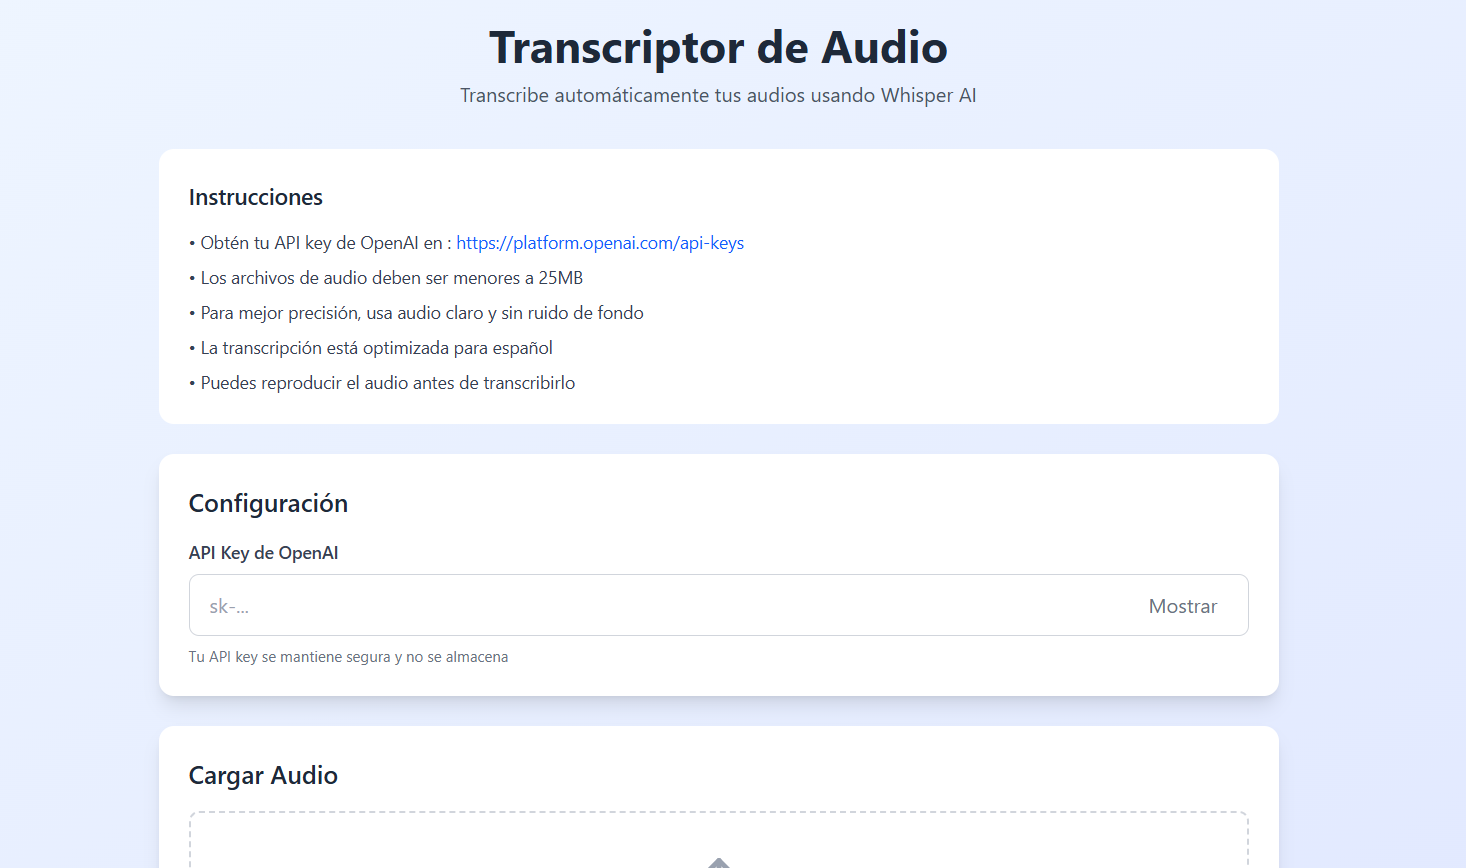 Transcriptor de Audio
Transcribe automáticamente tus audios usando Whisper AI
Instrucciones
• Obtén tu API key de OpenAI en : https://platform.openai.com/api-keys
• Los archivos de audio deben ser menores a 25MB
• Para mejor precisión, usa audio claro y sin ruido de fondo
• La transcripción está optimizada para español
• Puedes reproducir el audio antes de transcribirlo
Configuración
API Key de OpenAI
sk-... Mostrar
Tu API key se mantiene segura y no se almacena
Cargar Audio